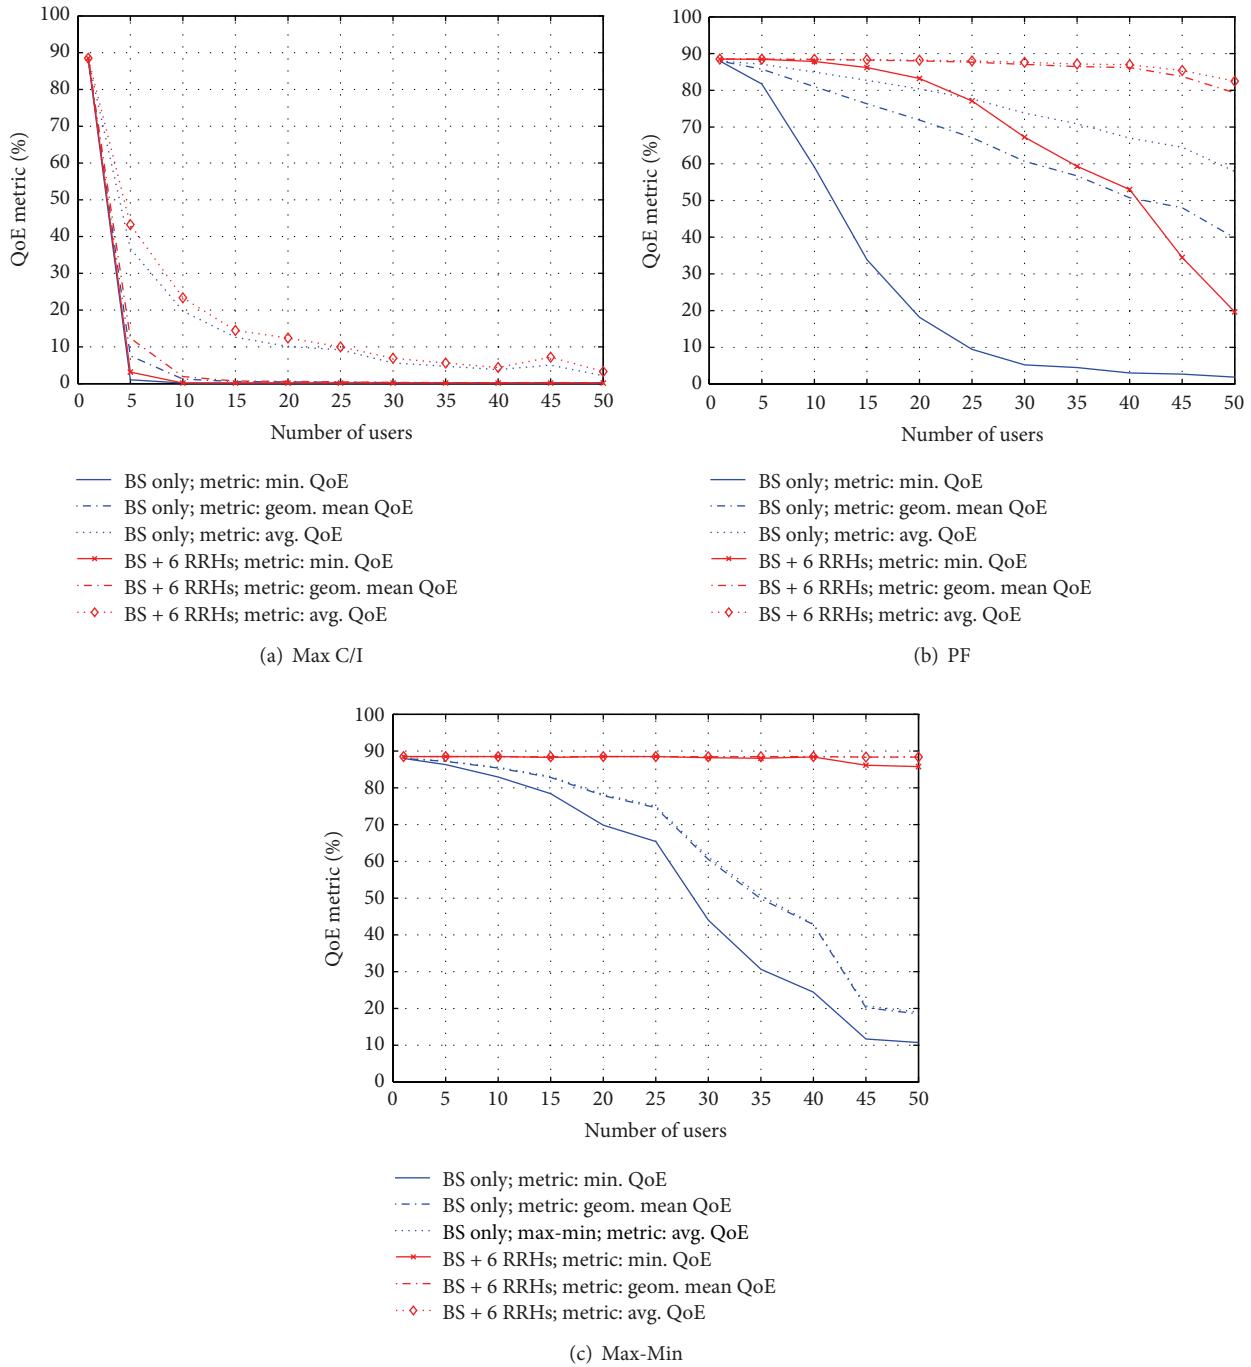 100
90
80
70
60
50
40
30
20
10
0
QoE metric (%)
0 5 10 15 20 25 30 35 40 45 50
Number of users
BS only; metric: min. QoE
BS only; metric: geom. mean QoE
BS only; metric: avg. QoE
BS + 6 RRHs; metric: min. QoE
BS + 6 RRHs; metric: geom. mean QoE
BS + 6 RRHs; metric: avg. QoE
(a) Max C/I
100
90
80
70
60
50
40
30
20
10
0
QoE metric (%)
0 5 10 15 20 25 30 35 40 45 50
Number of users
BS only; metric: min. QoE
BS only; metric: geom. mean QoE
BS only; metric: avg. QoE
BS + 6 RRHs; metric: min. QoE
BS + 6 RRHs; metric: geom. mean QoE
BS + 6 RRHs; metric: avg. QoE
(b) PF
100
90
80
70
60
50
40
30
20
10
0
QoE metric (%)
0 5 10 15 20 25 30 35 40 45 50
Number of users
BS only; metric: min. QoE
BS only; metric: geom. mean QoE
BS only; max-min; metric: avg. QoE
BS + 6 RRHs; metric: min. QoE
BS + 6 RRHs; metric: geom. mean QoE
BS + 6 RRHs; metric: avg. QoE
(c) Max-Min